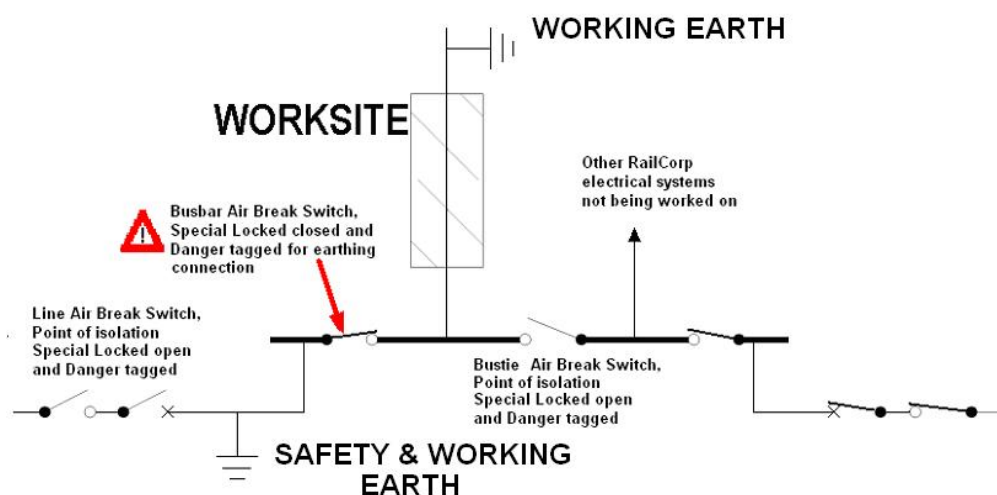 WORKING EARTH
WORKSITE
Other RailCorp
electrical systems
not being worked on
Busbar Air Break Switch,
Special Locked closed and
Danger tagged for earthing
connection
Line Air Break Switch,
Point of isolation
Special Locked open
and Danger tagged
Bustie Air Break Switch,
Point of isolation
Special Locked open
and Danger tagged
SAFETY & WORKING
EARTH